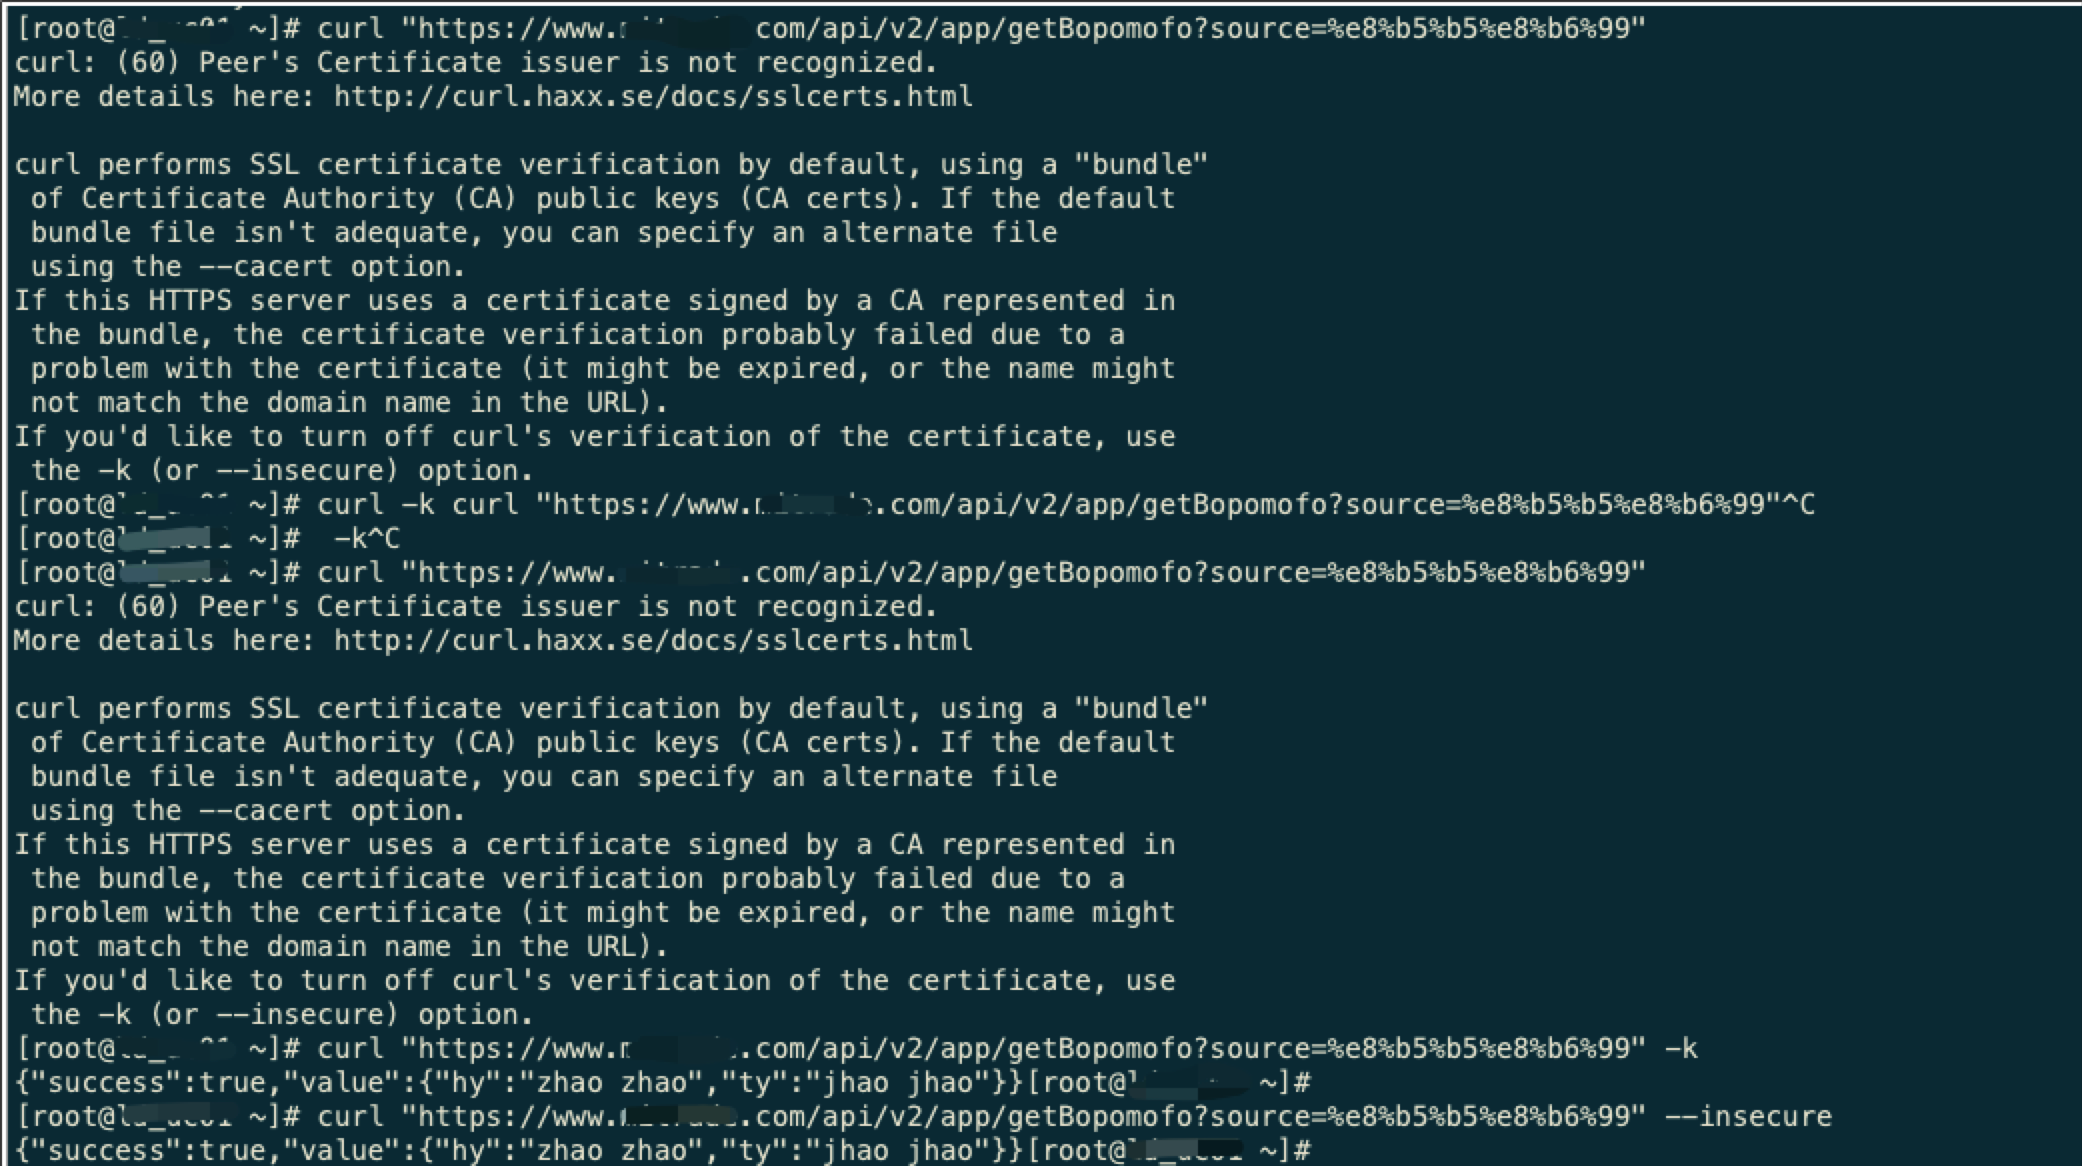 [root@ ~]# curl "https://www. com/api/v2/app/getBopomofo?source=%e8%b5%b5%e8%b6%99"
curl: (60) Peer's Certificate issuer is not recognized.
More details here: http://curl.haxx.se/docs/sslcerts.html
curl performs SSL certificate verification by default, using a "bundle"
of Certificate Authority (CA) public keys (CA certs). If the default
bundle file isn't adequate, you can specify an alternate file
using the --cacert option.
If this HTTPS server uses a certificate signed by a CA represented in
the bundle, the certificate verification probably failed due to a
problem with the certificate (it might be expired, or the name might
not match the domain name in the URL).
If you'd like to turn off curl's verification of the certificate, use
the -k (or --insecure) option.
[root@ ~]# curl -k curl "https://www. .com/api/v2/app/getBopomofo?source=%e8%b5%b5%e8%b6%99"^C
[root@ ~]# -k^C
[root@ ~]# curl "https://www. .com/api/v2/app/getBopomofo?source=%e8%b5%b5%e8%b6%99"
curl: (60) Peer's Certificate issuer is not recognized.
More details here: http://curl.haxx.se/docs/sslcerts.html
curl performs SSL certificate verification by default, using a "bundle"
of Certificate Authority (CA) public keys (CA certs). If the default
bundle file isn't adequate, you can specify an alternate file
using the --cacert option.
If this HTTPS server uses a certificate signed by a CA represented in
the bundle, the certificate verification probably failed due to a
problem with the certificate (it might be expired, or the name might
not match the domain name in the URL).
If you'd like to turn off curl's verification of the certificate, use
the -k (or --insecure) option.
[root@ ~]# curl "https://www. .com/api/v2/app/getBopomofo?source=%e8%b5%b5%e8%b6%99" -k
{"success":true,"value":{"hy":"zhao zhao","ty":"jhao jhao"}}[root@ ~]#
[root@ ~]# curl "https://www. .com/api/v2/app/getBopomofo?source=%e8%b5%b5%e8%b6%99" --insecure
{"success":true,"value":{"hy":"zhao zhao","ty":"jhao jhao"}}[root@ ~]#